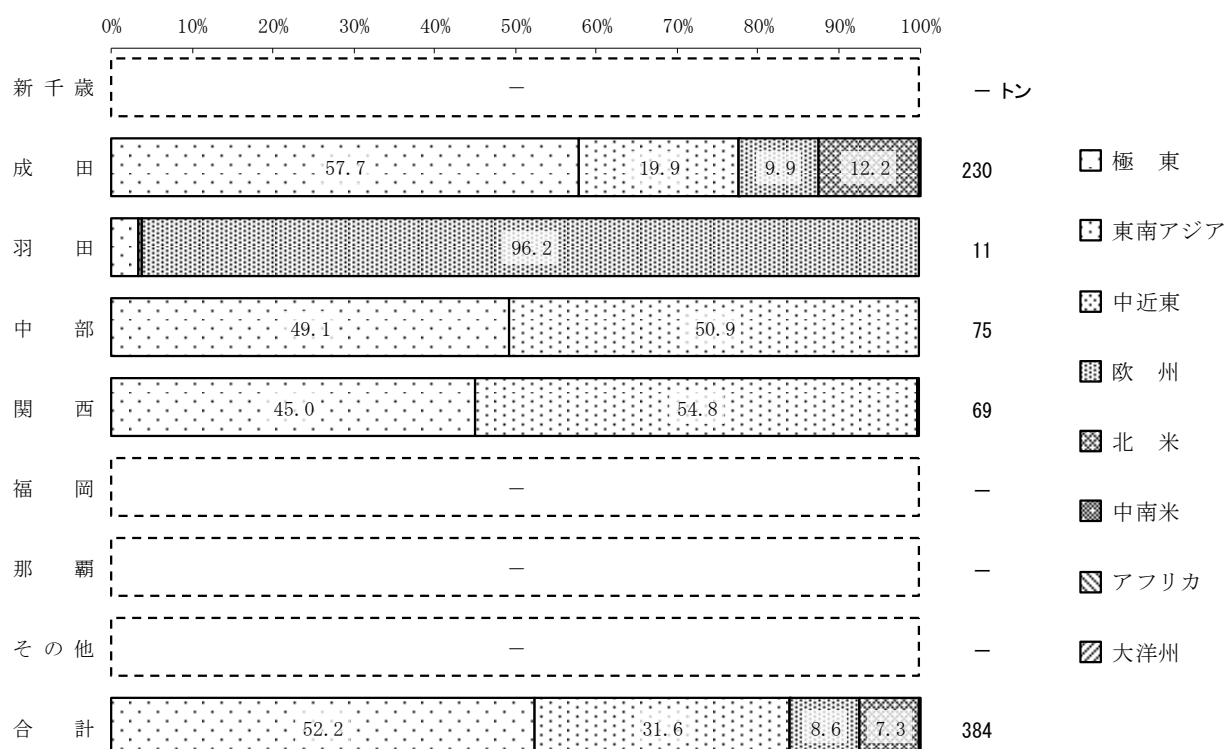 0% 10% 20% 30% 40% 50% 60% 70% 80% 90% 100%
新千歳 － － トン
成田 57.7 19.9 9.9 12.2 230
羽田 96.2 11
中部 49.1 50.9 75
関西 45.0 54.8 69
福岡 － －
那覇 － －
その他 － －
合計 52.2 31.6 8.6 7.3 384
極東
東南アジア
中近東
欧州
北米
中南米
アフリカ
大洋州